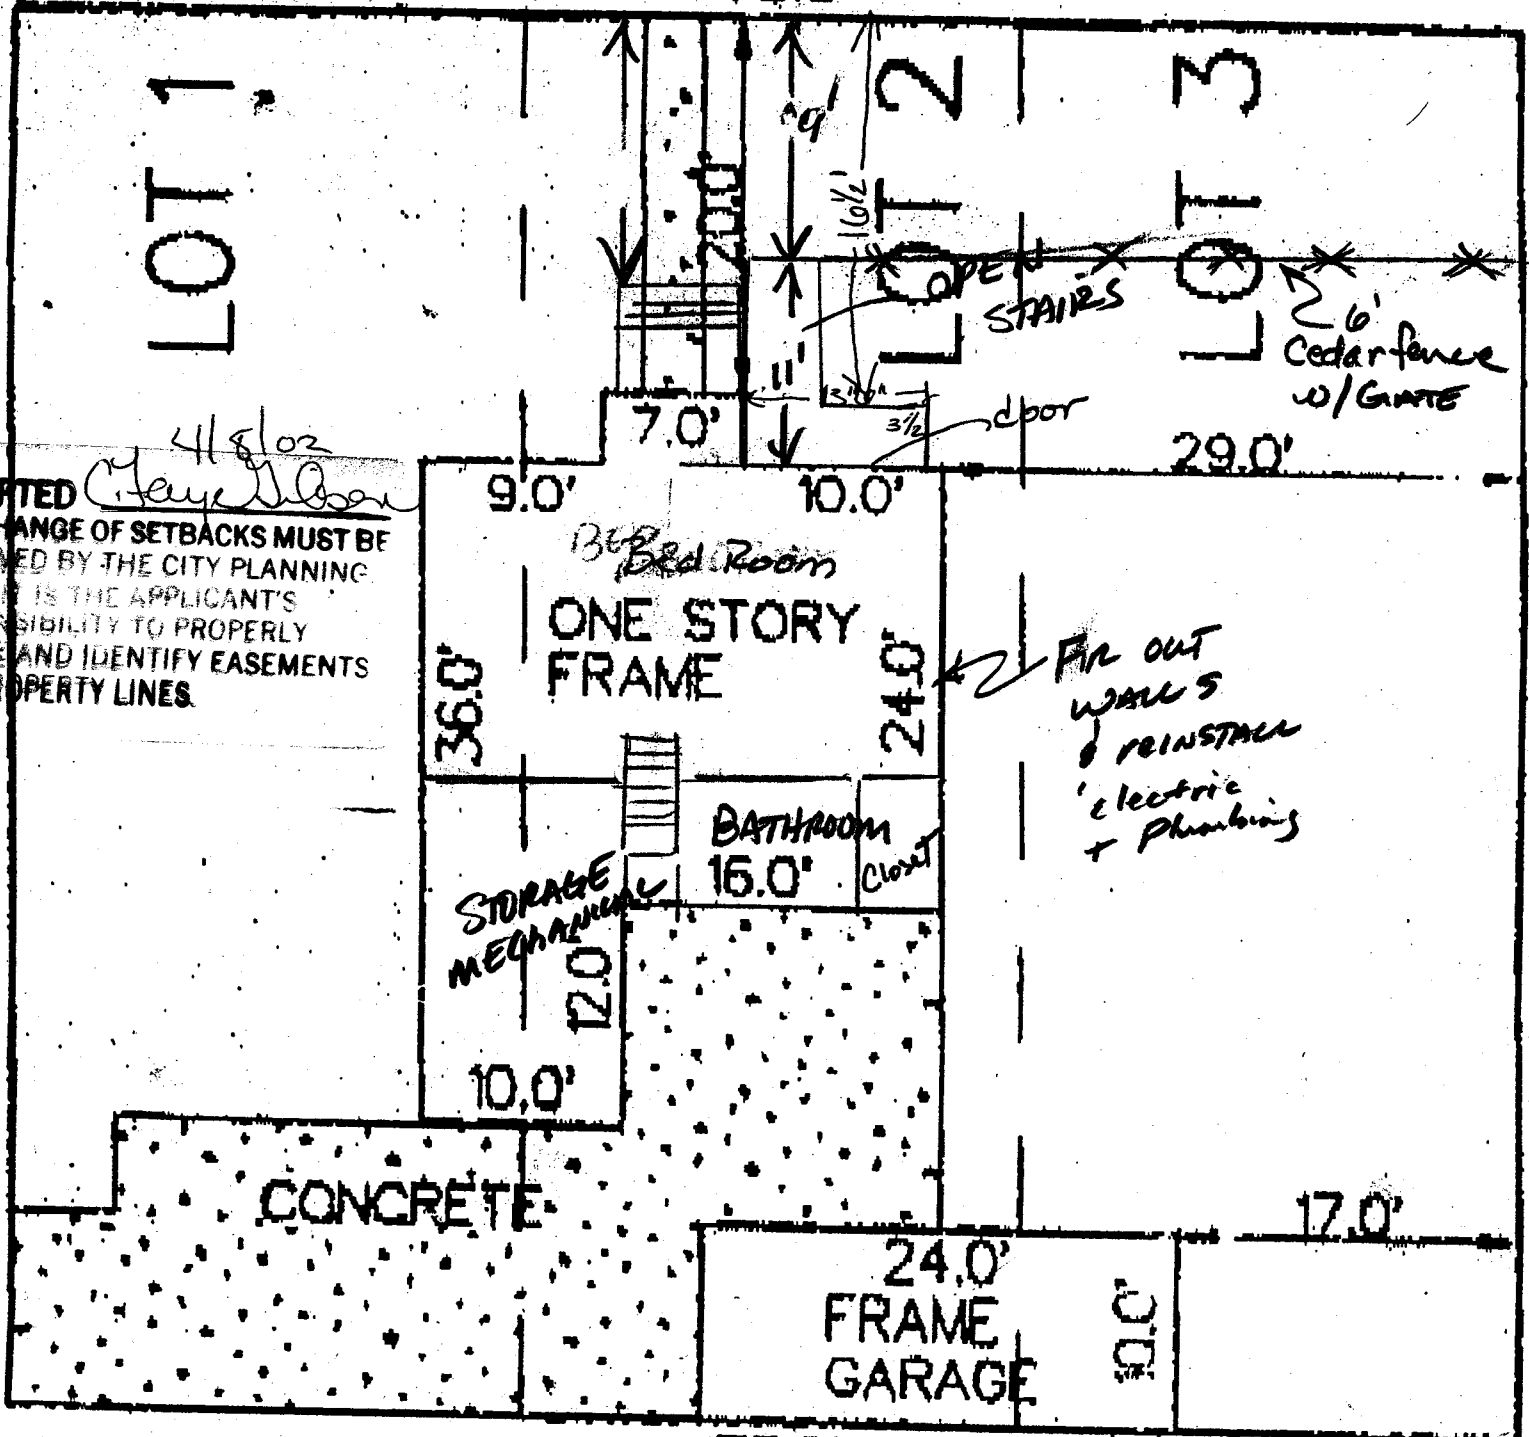 LOT 1
LOT 2
LOT 3
9'
16½'
20.0'
OPEN
STAIRS
11'
6'
Cedar fence
w/GATE
3½
door
7.0'
29.0'
4/8/02
9.0'
10.0'
ANGE OF SETBACKS MUST BE
ED BY THE CITY PLANNING
IT IS THE APPLICANT'S
SIBILITY TO PROPERLY
AND IDENTIFY EASEMENTS
OPERTY LINES.
Bed Room
ONE STORY
FRAME
36.0'
24.0'
FIR OUT
WALLS
& REINSTALL
electric
+ Plumbing
BATHROOM
16.0'
Closet
STORAGE
MECHANICAL
12.0
10.0'
CONCRETE
17.0'
24.0'
FRAME
GARAGE